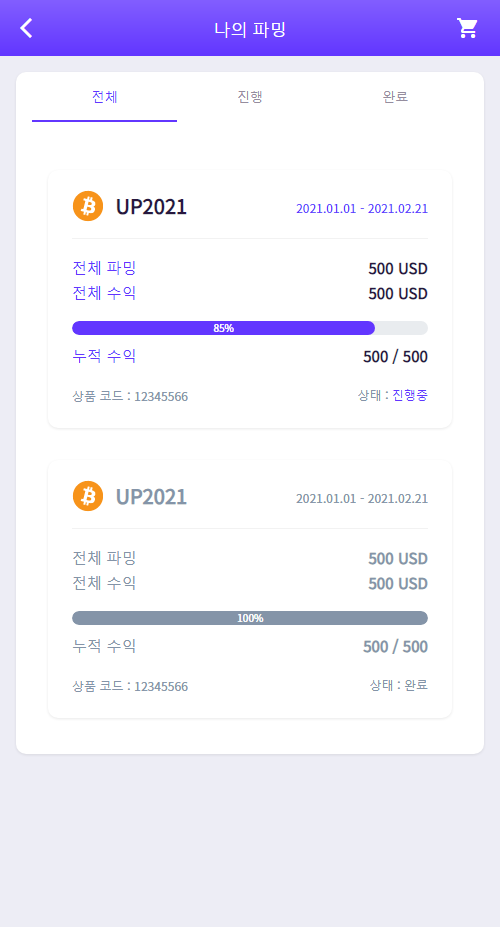 나의 파밍
전체 진행 완료
UP2021 2021.01.01 - 2021.02.21
전체 파밍 500 USD
전체 수익 500 USD
85%
누적 수익 500 / 500
상품 코드 : 12345566 상태 : 진행중
UP2021 2021.01.01 - 2021.02.21
전체 파밍 500 USD
전체 수익 500 USD
100%
누적 수익 500 / 500
상품 코드 : 12345566 상태 : 완료